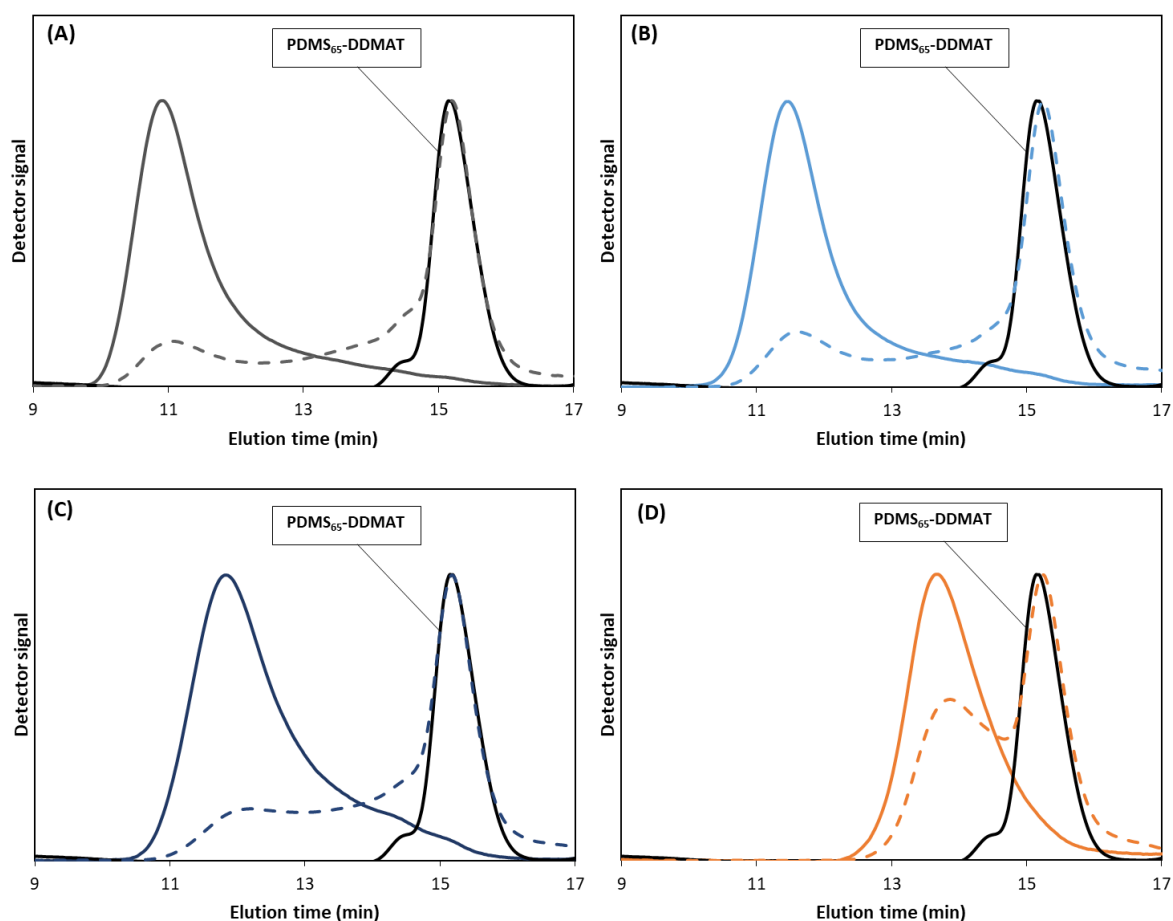 (A)
PDMS₆₅-DDMAT
Detector signal
9 11 13 15 17
Elution time (min)
(B)
PDMS₆₅-DDMAT
Detector signal
9 11 13 15 17
Elution time (min)
(C)
PDMS₆₅-DDMAT
Detector signal
9 11 13 15 17
Elution time (min)
(D)
PDMS₆₅-DDMAT
Detector signal
9 11 13 15 17
Elution time (min)